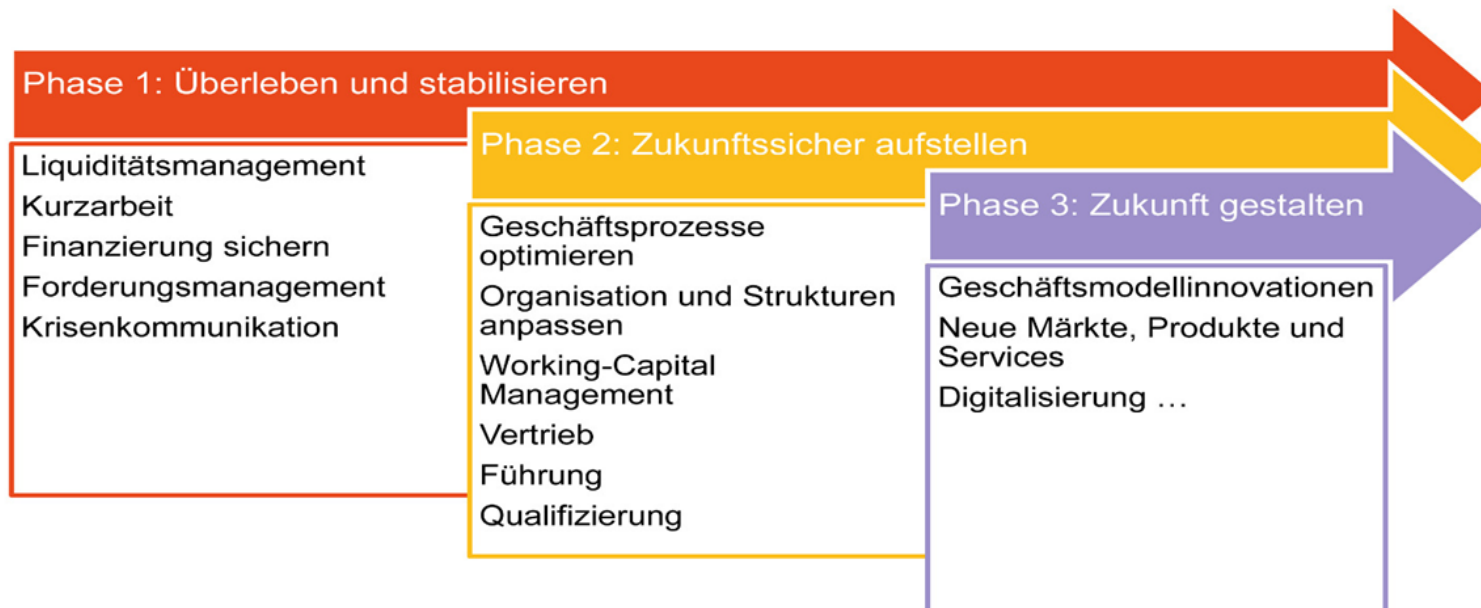 Phase 1: Überleben und stabilisieren
Liquiditätsmanagement
Kurzarbeit
Finanzierung sichern
Forderungsmanagement
Krisenkommunikation
Phase 2: Zukunftssicher aufstellen
Geschäftsprozesse
optimieren
Organisation und Strukturen
anpassen
Working-Capital
Management
Vertrieb
Führung
Qualifizierung
Phase 3: Zukunft gestalten
Geschäftsmodellinnovationen
Neue Märkte, Produkte und
Services
Digitalisierung …